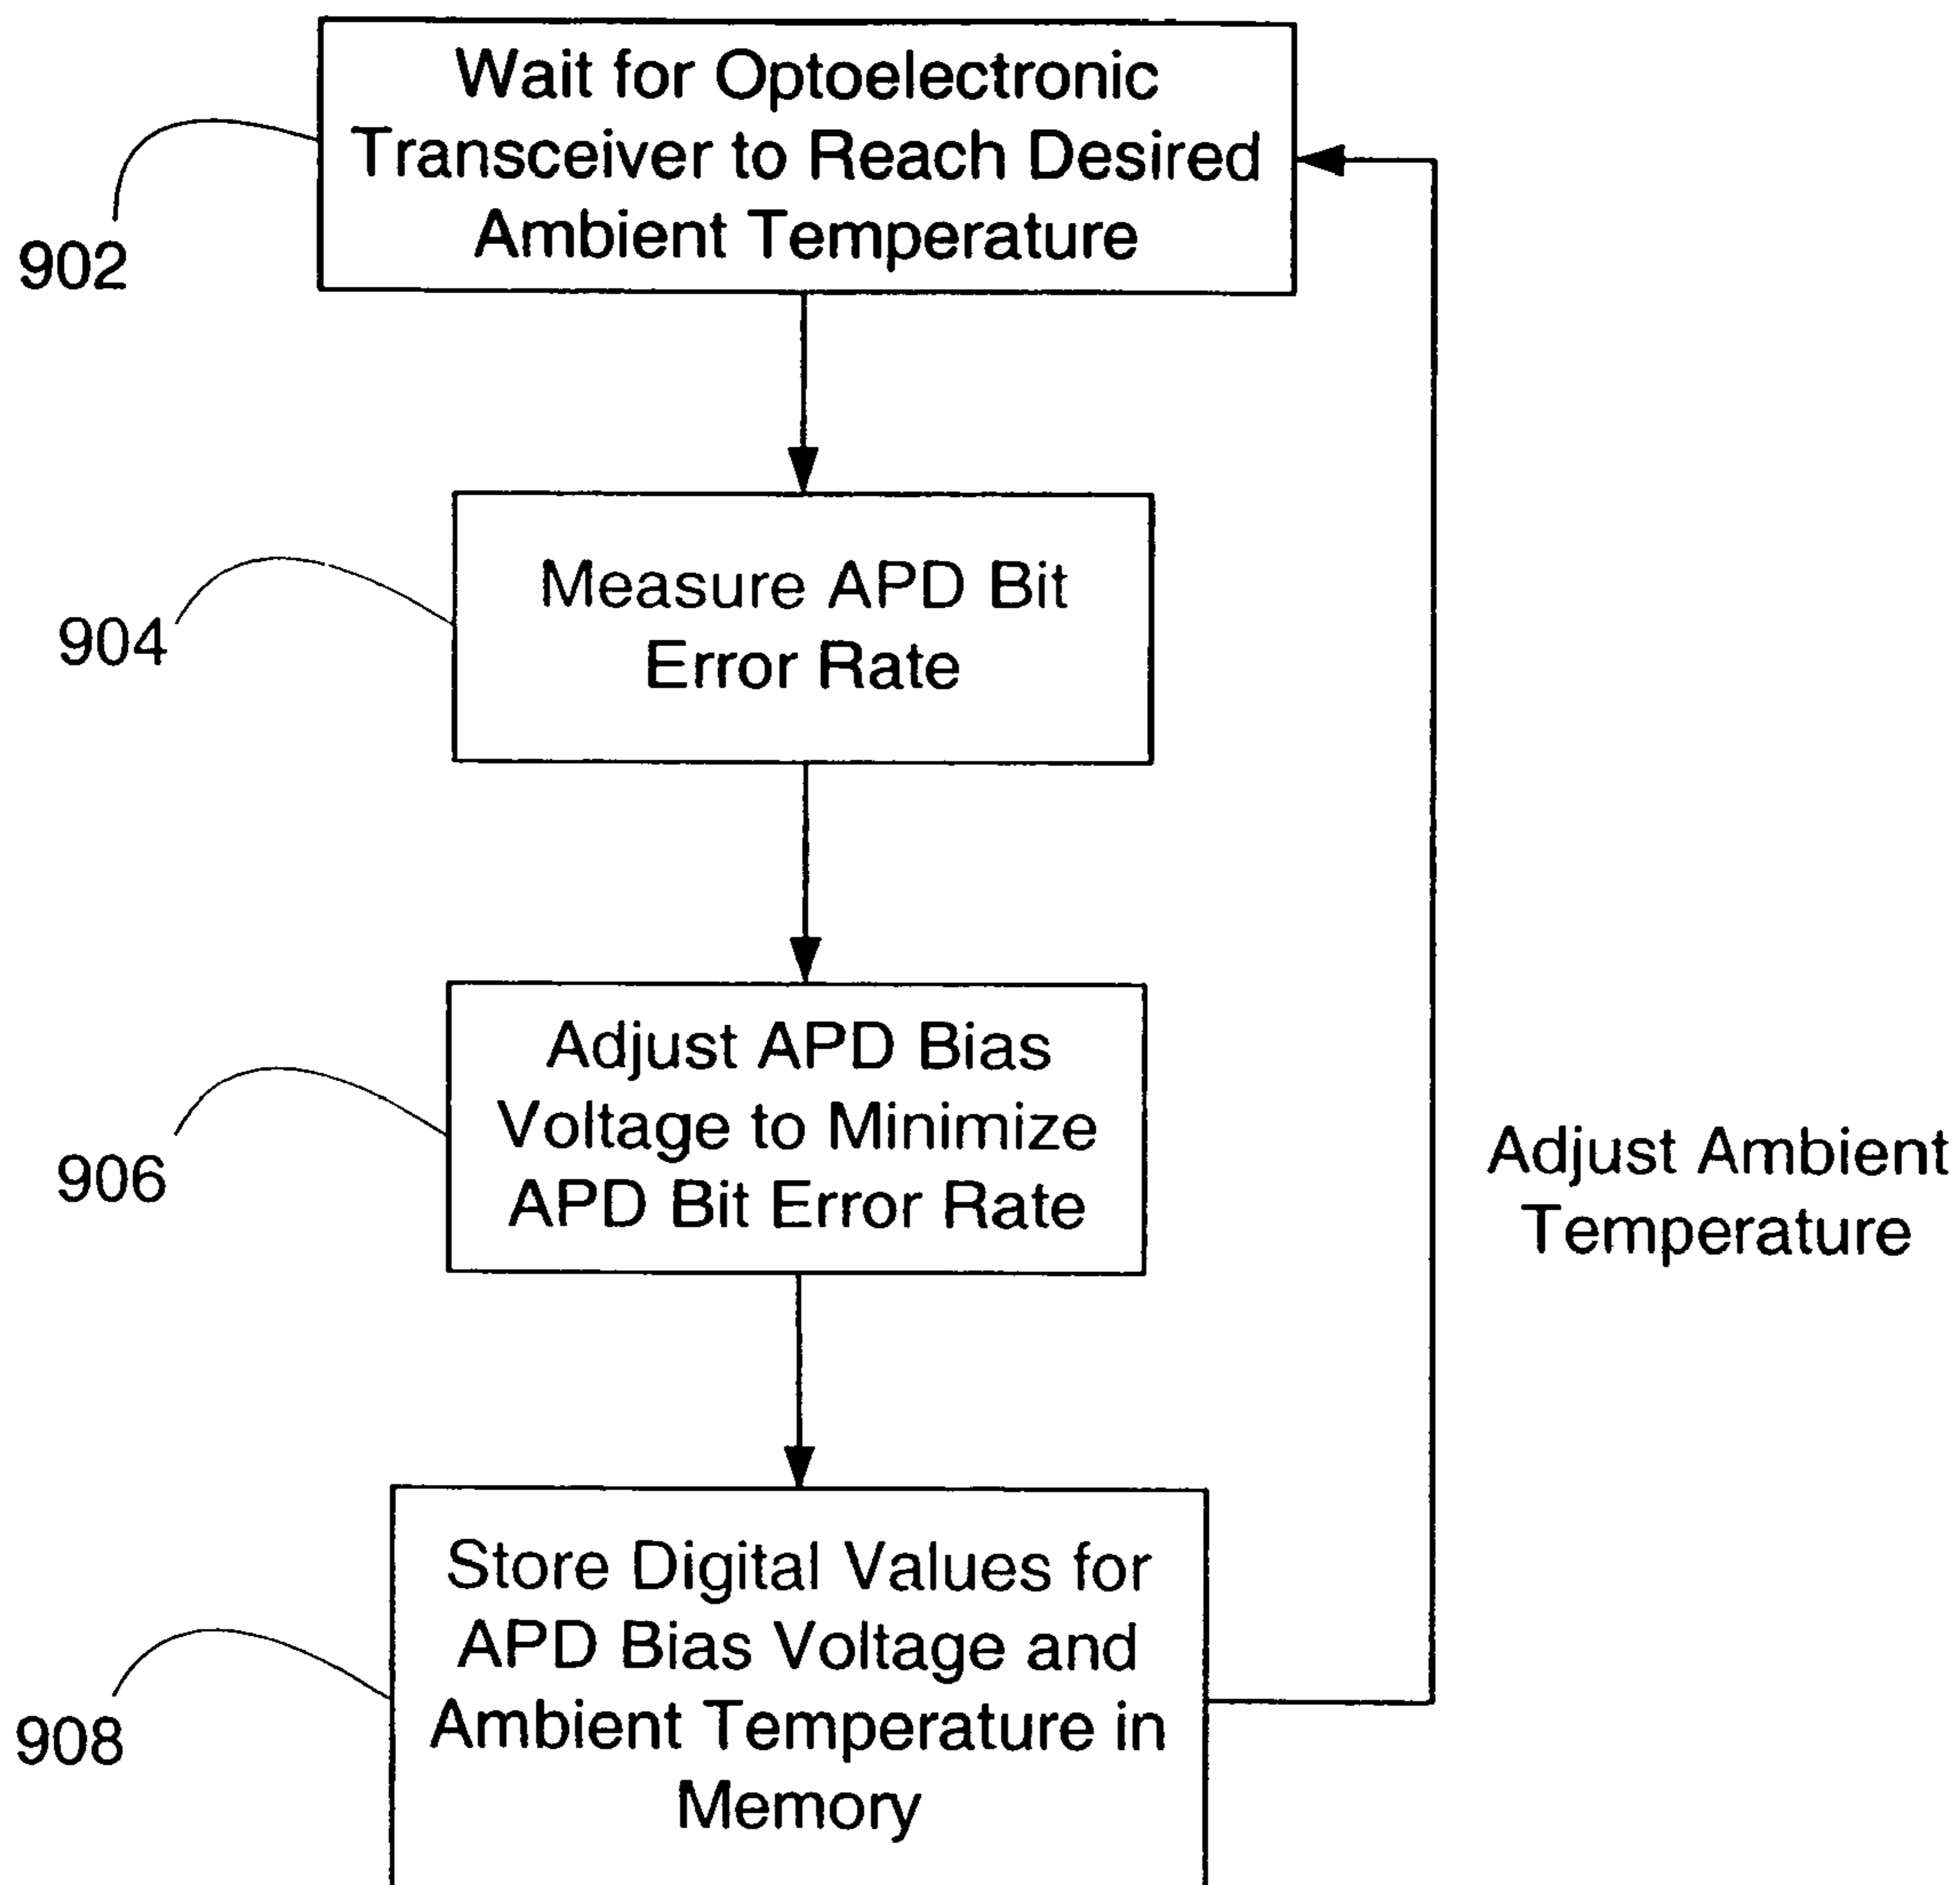 Wait for Optoelectronic
Transceiver to Reach Desired
Ambient Temperature
902
Measure APD Bit
Error Rate
904
Adjust APD Bias
Voltage to Minimize
APD Bit Error Rate
906
Adjust Ambient
Temperature
Store Digital Values for
APD Bias Voltage and
Ambient Temperature in
Memory
908